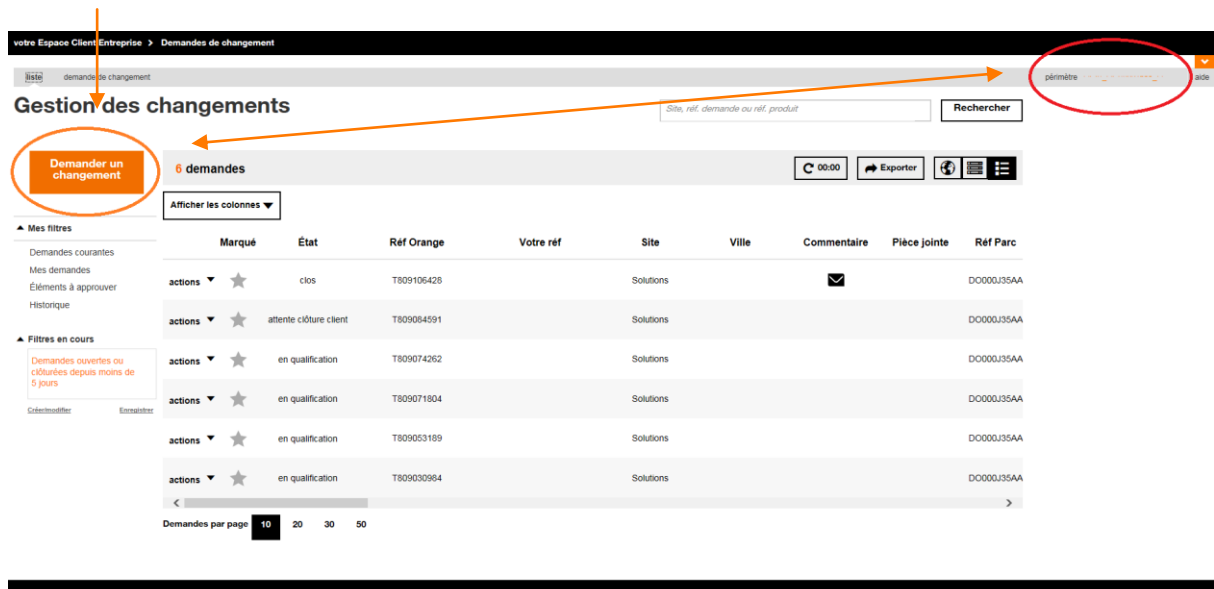 votre Espace Client Entreprise > Demandes de changement
liste demande de changement périmètre aide
Gestion des changements
Site, réf. demande ou réf. produit Rechercher
Demander un
changement
6 demandes 00:00 Exporter
Afficher les colonnes
Mes filtres
Demandes courantes
Mes demandes
Éléments à approuver
Historique
Filtres en cours
Demandes ouvertes ou
clôturées depuis moins de
5 jours
Créer/modifier Enregistrer
Marqué État Réf Orange Votre réf Site Ville Commentaire Pièce jointe Réf Parc
actions clos T809106428 Solutions DO000J35AA
actions attente clôture client T809084591 Solutions DO000J35AA
actions en qualification T809074262 Solutions DO000J35AA
actions en qualification T809071804 Solutions DO000J35AA
actions en qualification T809053189 Solutions DO000J35AA
actions en qualification T809030984 Solutions DO000J35AA
Demandes par page 10 20 30 50